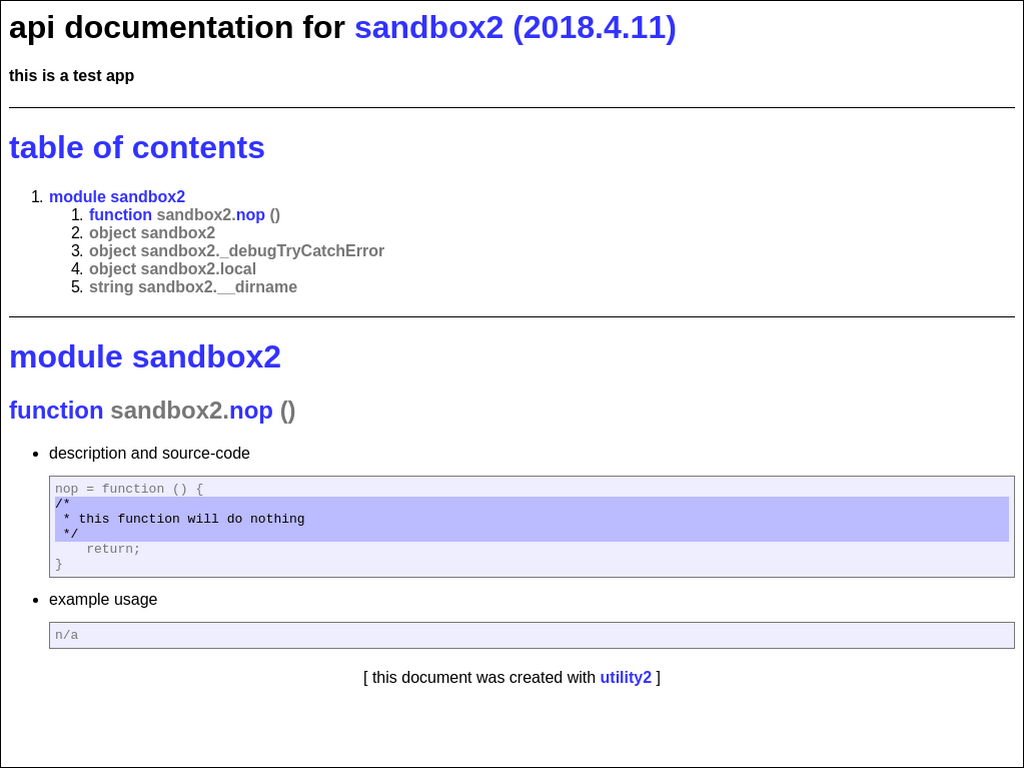 api documentation for sandbox2 (2018.4.11)
this is a test app
table of contents
1. module sandbox2
1. function sandbox2.nop ()
2. object sandbox2
3. object sandbox2._debugTryCatchError
4. object sandbox2.local
5. string sandbox2.__dirname
module sandbox2
function sandbox2.nop ()
• description and source-code
nop = function () {
/*
 * this function will do nothing
 */
    return;
}
• example usage
n/a
[ this document was created with utility2 ]